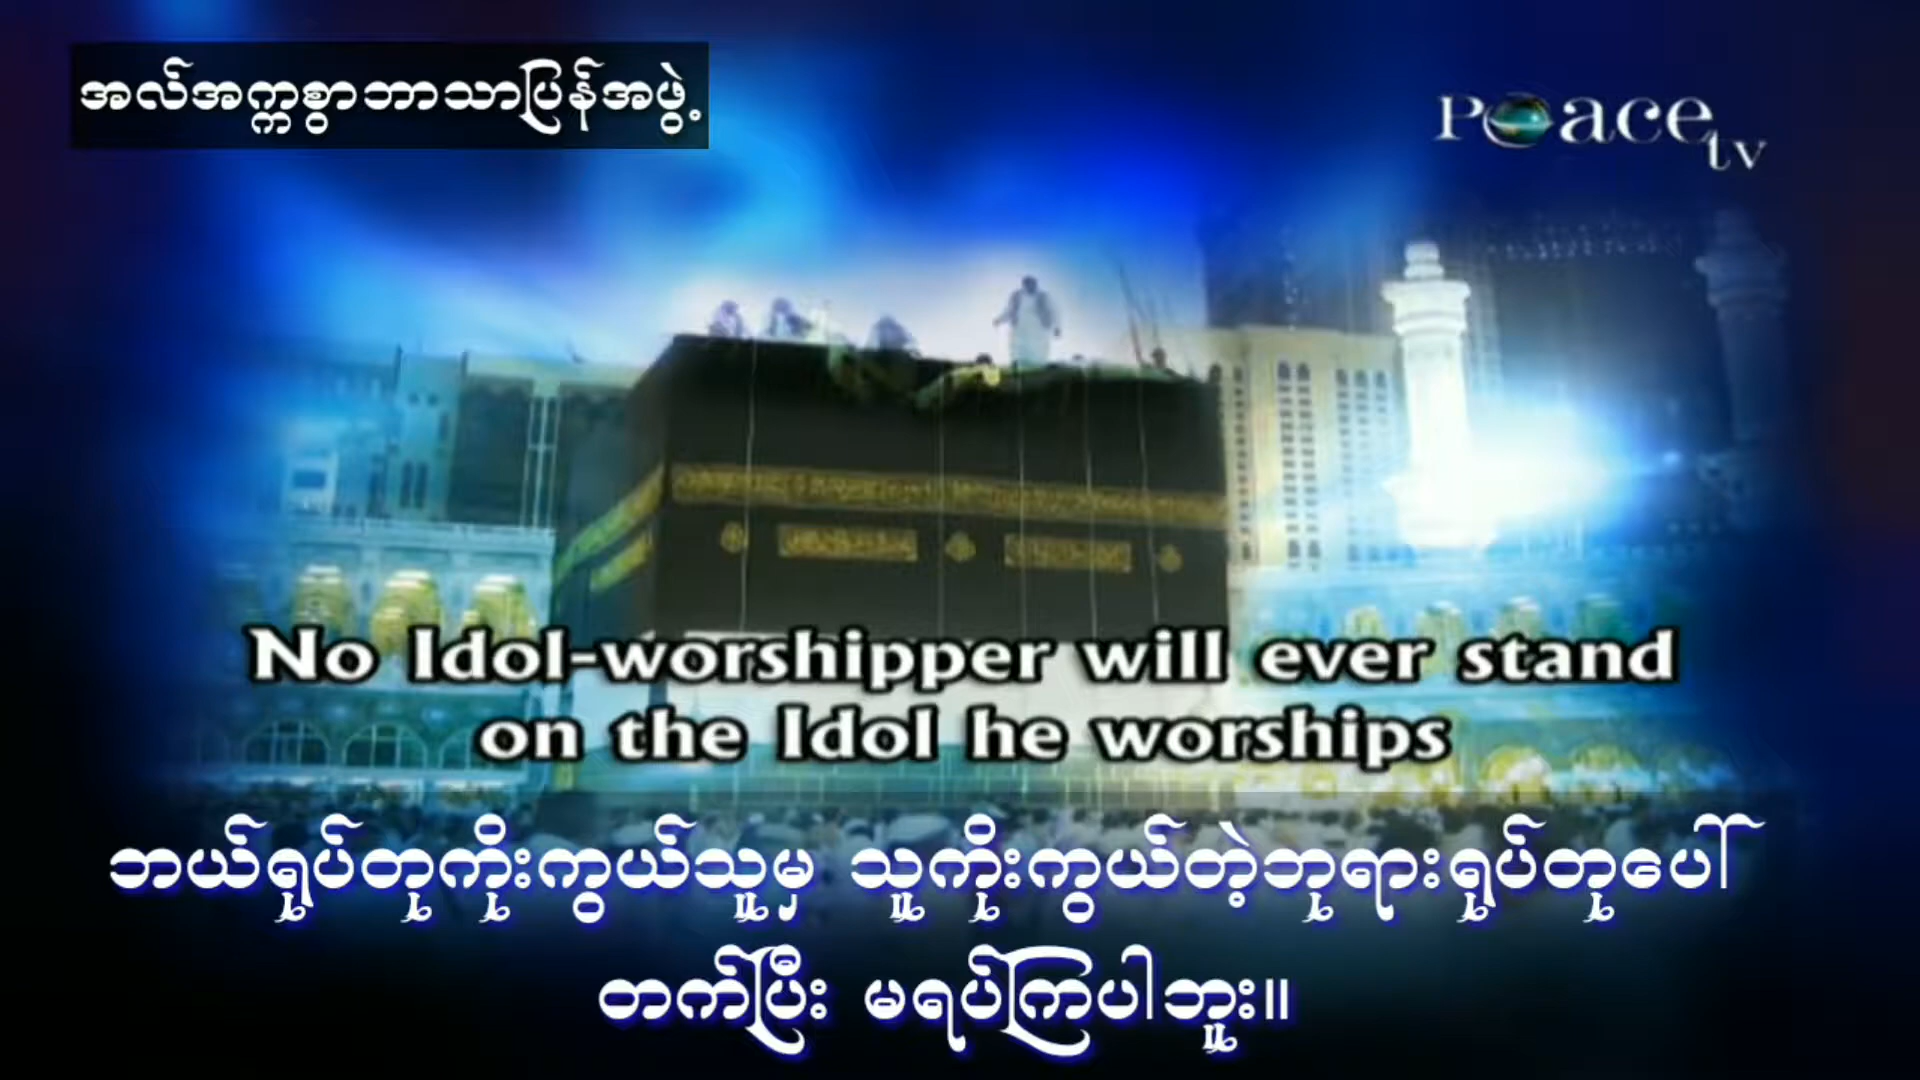 အလ်အက္ကစွာဘာသာပြန်အဖွဲ့
Peace tv
No Idol-worshipper will ever stand
on the Idol he worships
ဘယ်ရုပ်တုကိုးကွယ်သူမှ သူကိုးကွယ်တဲ့ဘုရားရုပ်တုပေါ်
တက်ပြီး မရပ်ကြပါဘူး။